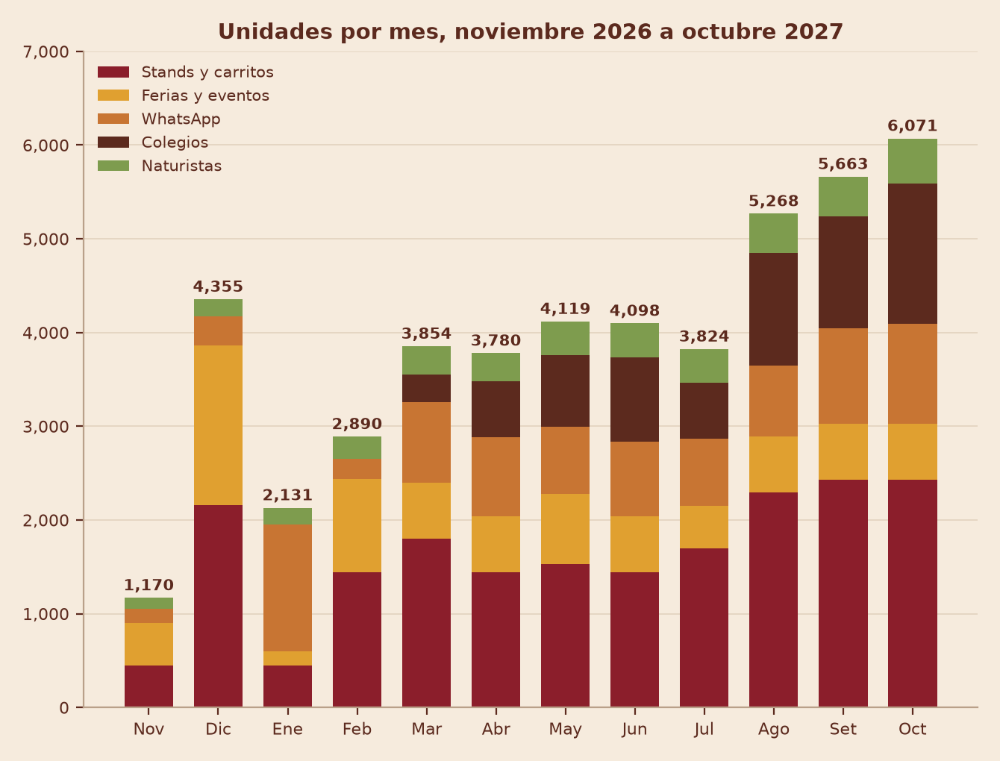 Unidades por mes, noviembre 2026 a octubre 2027
7,000
6,000
5,000
4,000
3,000
2,000
1,000
0
Stands y carritos
Ferias y eventos
WhatsApp
Colegios
Naturistas
1,170
4,355
2,131
2,890
3,854
3,780
4,119
4,098
3,824
5,268
5,663
6,071
Nov Dic Ene Feb Mar Abr May Jun Jul Ago Set Oct